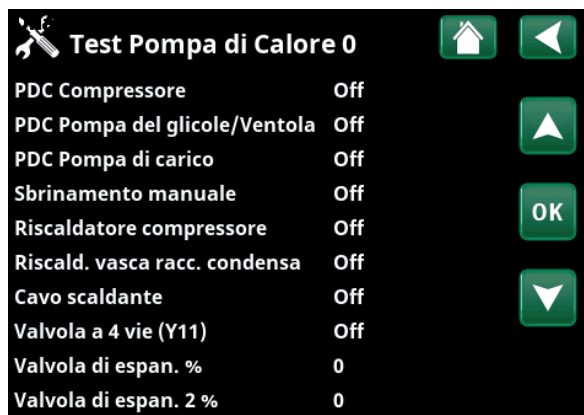 Test Pompa di Calore 0
PDC Compressore Off
PDC Pompa del glicole/Ventola Off
PDC Pompa di carico Off
Sbrinamento manuale Off
Riscaldatore compressore Off
Riscald. vasca racc. condensa Off
Cavo scaldante Off
Valvola a 4 vie (Y11) Off
Valvola di espan. % 0
Valvola di espan. 2 % 0
OK